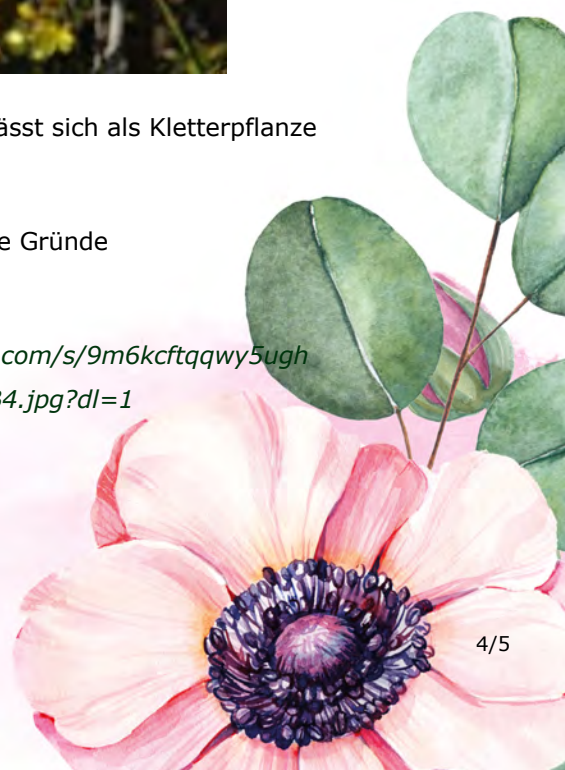 ässt sich als Kletterpflanze
e Gründe
com/s/9m6kcftqqwy5ugh
4.jpg?dl=1
4/5